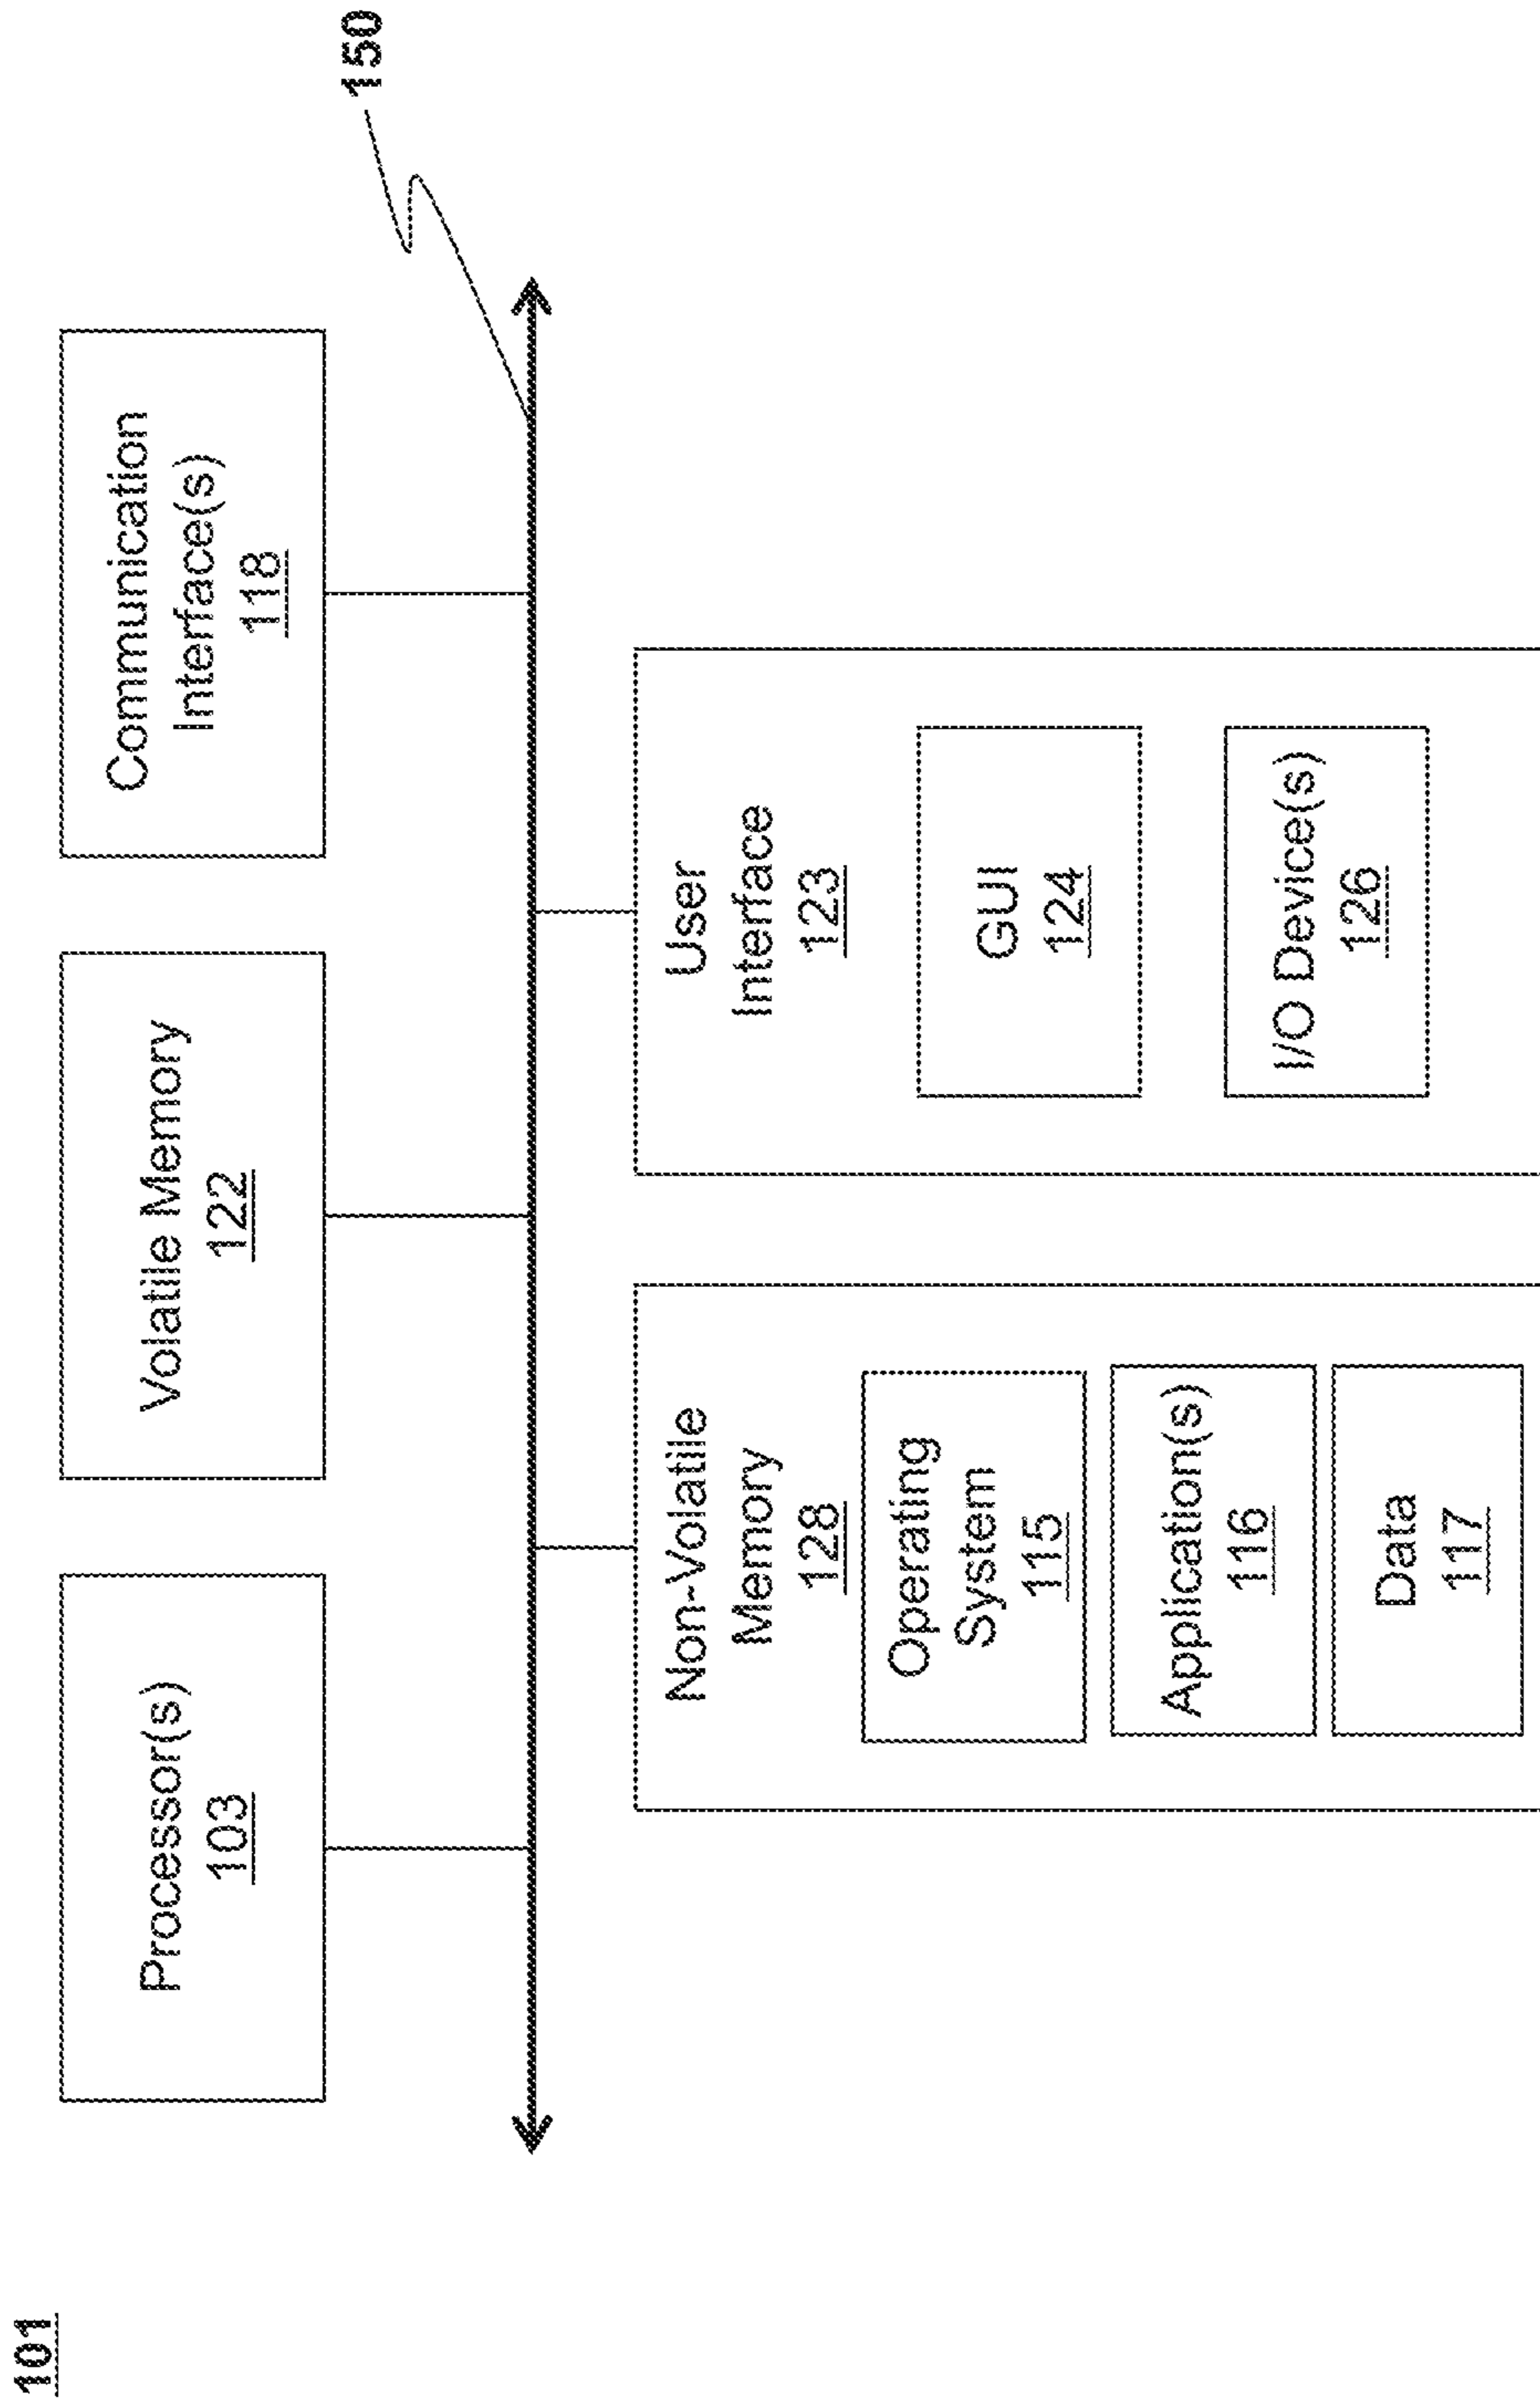 101
Processor(s)
103
Volatile Memory
122
Communication
Interface(s)
118
150
Non-Volatile
Memory
128
Operating
System
115
Application(s)
116
Data
117
User
Interface
123
GUI
124
I/O Device(s)
126